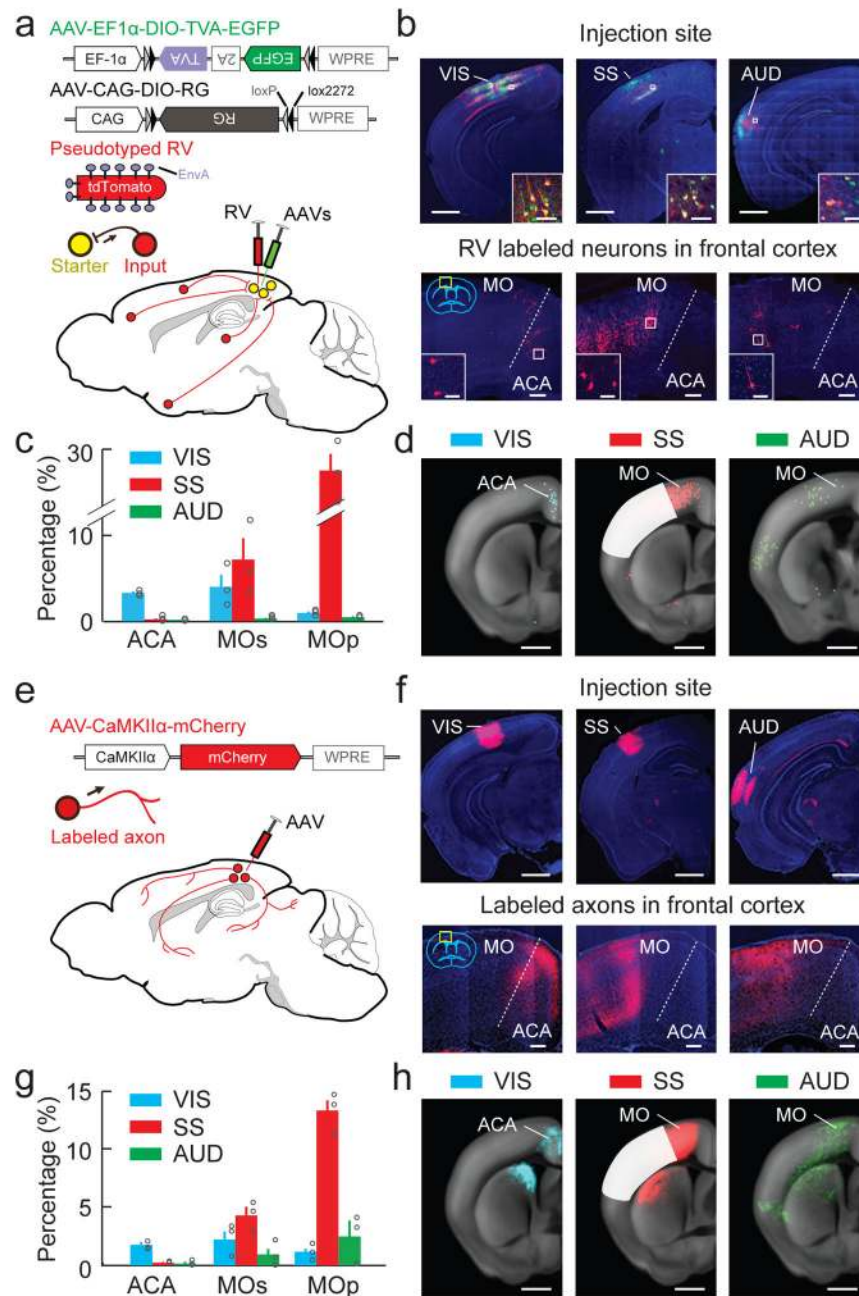 a
AAV-EF1α-DIO-TVA-EGFP
EF-1α
TVA
2A
EGFP
WPRE
AAV-CAG-DIO-RG
loxP
lox2272
CAG
RG
WPRE
Pseudotyped RV
EnvA
tdTomato
RV
AAVs
Starter
Input
b
Injection site
VIS
SS
AUD
RV labeled neurons in frontal cortex
MO
MO
MO
ACA
ACA
ACA
c
30
VIS
SS
AUD
10
0
Percentage (%)
ACA
MOs
MOp
d
VIS
SS
AUD
ACA
MO
MO
e
AAV-CaMKIIα-mCherry
CaMKIIα
mCherry
WPRE
Labeled axon
AAV
f
Injection site
VIS
SS
AUD
Labeled axons in frontal cortex
MO
MO
MO
ACA
ACA
ACA
g
15
VIS
SS
AUD
10
5
0
Percentage (%)
ACA
MOs
MOp
h
VIS
SS
AUD
ACA
MO
MO